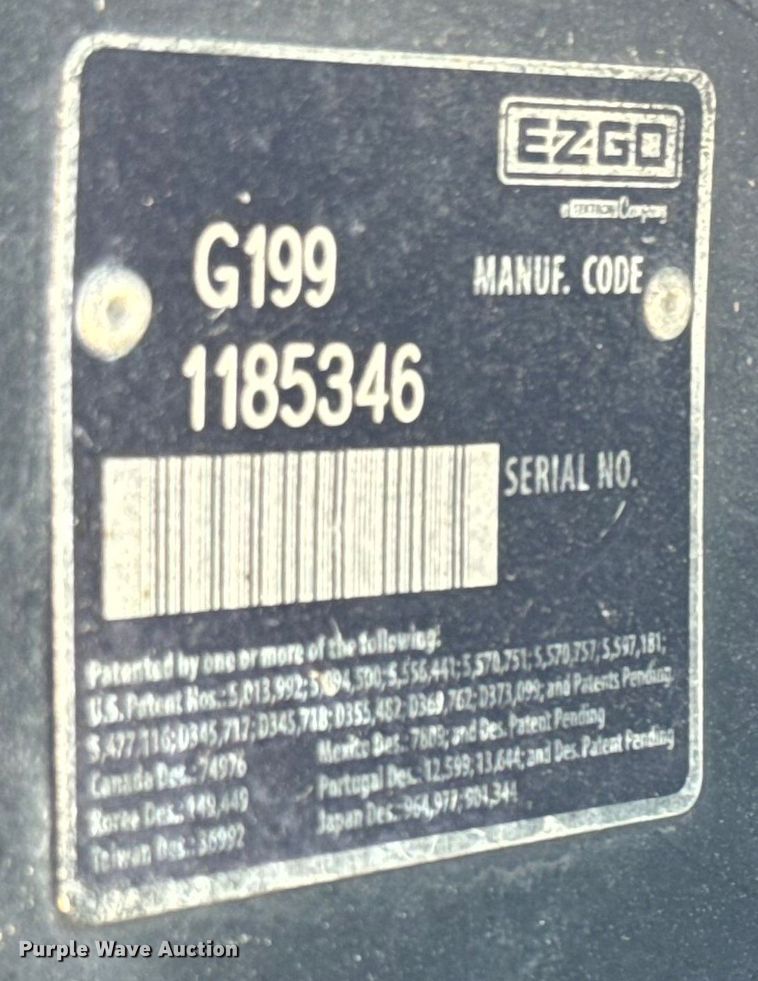 EZGO
a TEXTRON Company
G199
MANUF. CODE
1185346
SERIAL NO.
Patented by one or more of the following:
U.S. Patent Nos.: 5,013,992; 5,094,500; 5,556,441; 5,570,751; 5,570,757; 5,597,181;
5,477,116; D345,717; D345,718; D355,482; D369,762; D373,099; and Patents Pending
Canada Des.: 74976
Mexico Des.: and Des. Patent Pending
Korea Des.: 149,449
Portugal Des.: 12,599; 13,644; and Des. Patent Pending
Taiwan Des.: 36992
Japan Des.: 964,977;
Purple Wave Auction